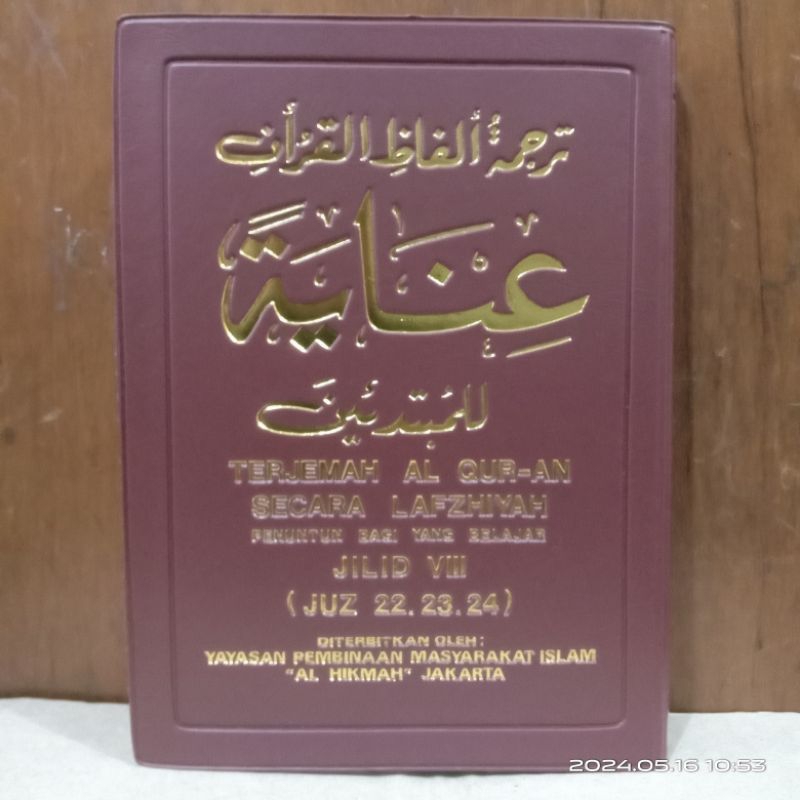 ترجمة ألفاظ القرأن
عناية
للمبتدئين
TERJEMAH AL QUR-AN
SECARA LAFZHIYAH
PENUNTUN BAGI YANG BELAJAR
JILID VIII
(JUZ 22.23.24)
DITERBITKAN OLEH:
YAYASAN PEMBINAAN MASYARAKAT ISLAM
"AL HIKMAH" JAKARTA
2024.05.16 10:53